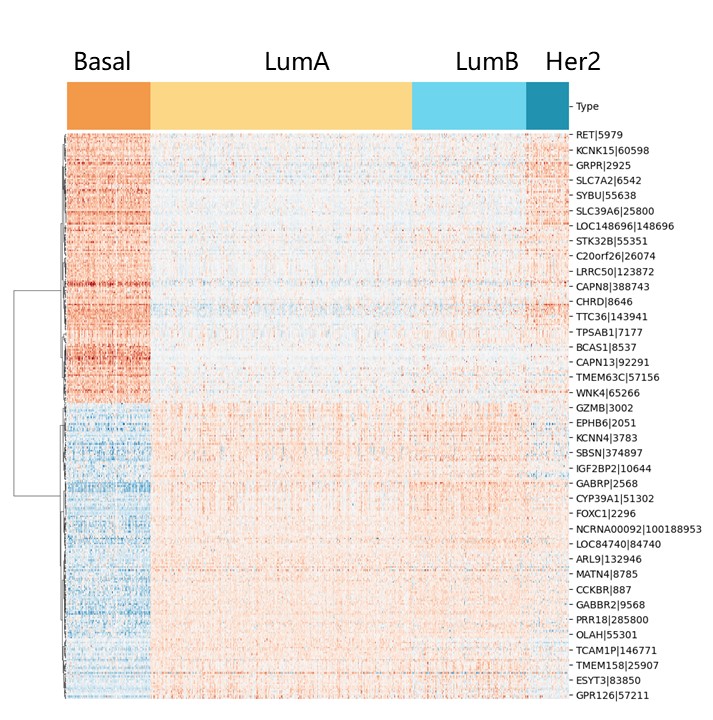 Basal LumA LumB Her2
Type
RET|5979
KCNK15|60598
GRPR|2925
SLC7A2|6542
SYBU|55638
SLC39A6|25800
LOC148696|148696
STK32B|55351
C20orf26|26074
LRRC50|123872
CAPN8|388743
CHRD|8646
TTC36|143941
TPSAB1|7177
BCAS1|8537
CAPN13|92291
TMEM63C|57156
WNK4|65266
GZMB|3002
EPHB6|2051
KCNN4|3783
SBSN|374897
IGF2BP2|10644
GABRP|2568
CYP39A1|51302
FOXC1|2296
NCRNA00092|100188953
LOC84740|84740
ARL9|132946
MATN4|8785
CCKBR|887
GABBR2|9568
PRR18|285800
OLAH|55301
TCAM1P|146771
TMEM158|25907
ESYT3|83850
GPR126|57211